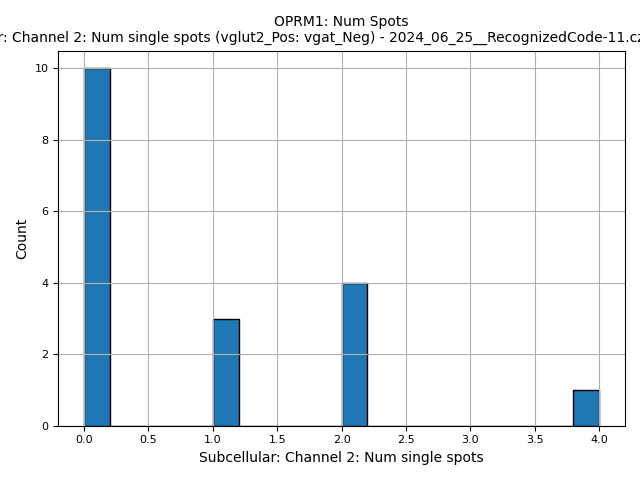 OPRM1: Num Spots
r: Channel 2: Num single spots (vglut2_Pos: vgat_Neg) - 2024_06_25__RecognizedCode-11.cz
10
8
6
4
2
0
Count
0.0 0.5 1.0 1.5 2.0 2.5 3.0 3.5 4.0
Subcellular: Channel 2: Num single spots